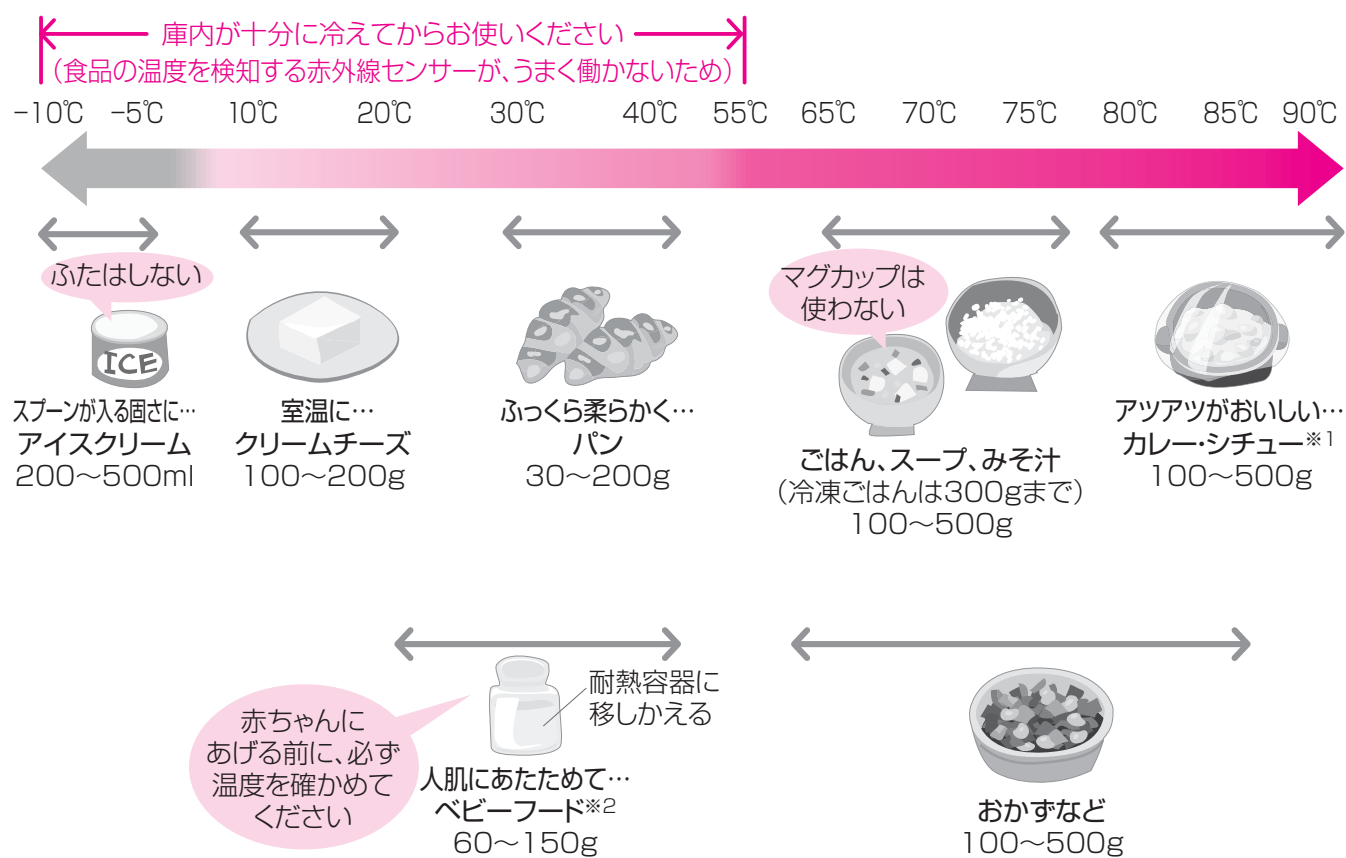 庫内が十分に冷えてからお使いください
（食品の温度を検知する赤外線センサーが、うまく働かないため）
−10℃ −5℃ 10℃ 20℃ 30℃ 40℃ 55℃ 65℃ 70℃ 75℃ 80℃ 85℃ 90℃
ふたはしない
ICE
スプーンが入る固さに…
アイスクリーム
200〜500ml
室温に…
クリームチーズ
100〜200g
ふっくら柔らかく…
パン
30〜200g
マグカップは
使わない
ごはん、スープ、みそ汁
（冷凍ごはんは300gまで）
100〜500g
アツアツがおいしい…
カレー・シチュー※1
100〜500g
赤ちゃんに
あげる前に、必ず
温度を確かめて
ください
耐熱容器に
移しかえる
人肌にあたためて…
ベビーフード※2
60〜150g
おかずなど
100〜500g